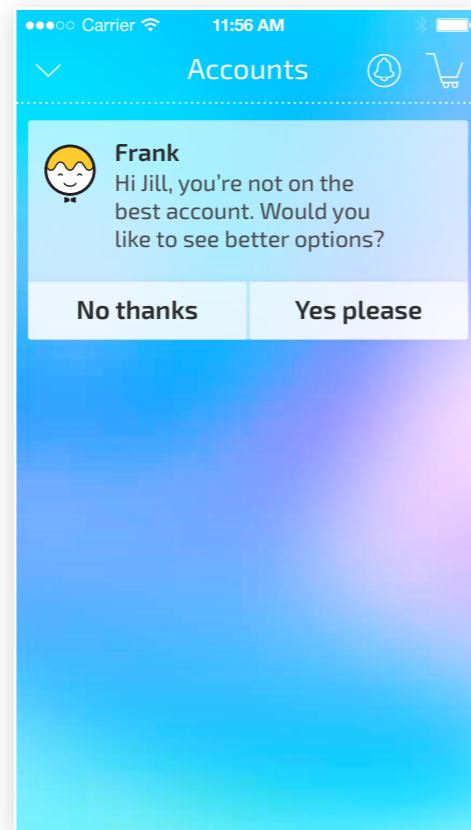 Carrier 11:56 AM
Accounts
Frank
Hi Jill, you're not on the
best account. Would you
like to see better options?
No thanks Yes please